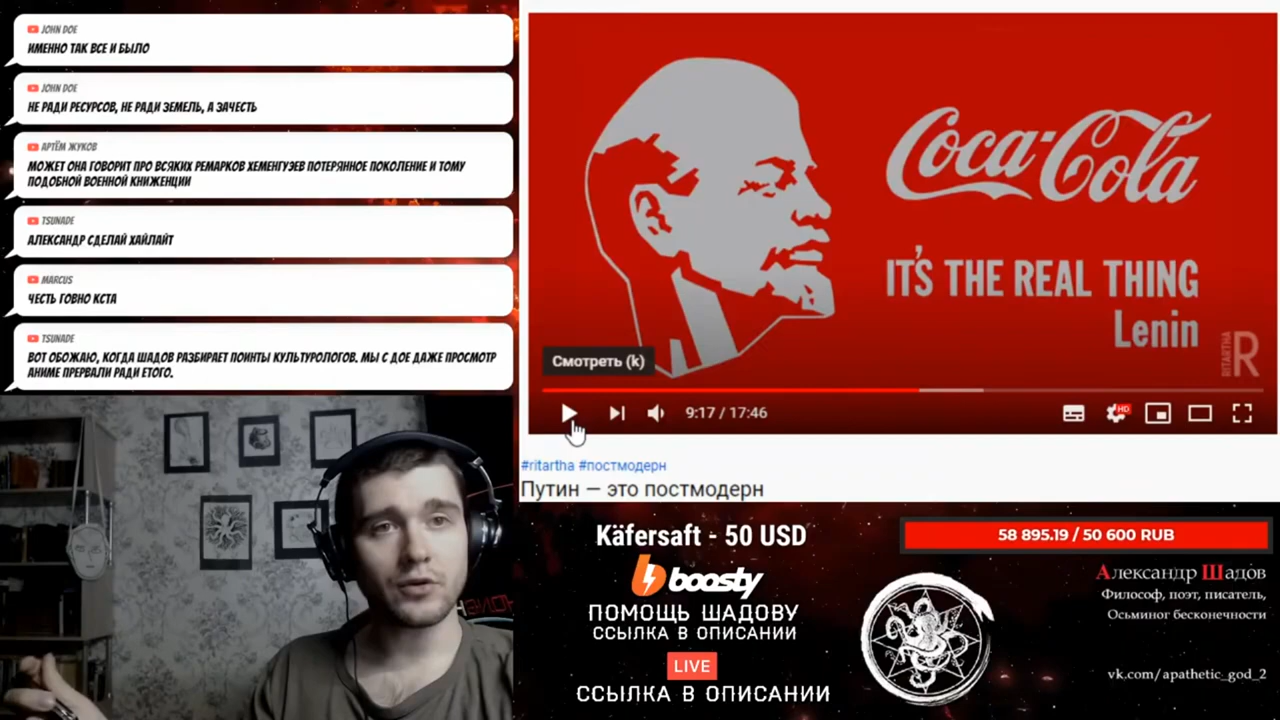 JOHN DOE
ИМЕННО ТАК ВСЕ И БЫЛО
JOHN DOE
НЕ РАДИ РЕСУРСОВ, НЕ РАДИ ЗЕМЕЛЬ, А ЗАЧЕСТЬ
АРТЁМ ЖУКОВ
МОЖЕТ ОНА ГОВОРИТ ПРО ВСЯКИХ РЕМАРКОВ ХЕМЕНГУЭЕВ ПОТЕРЯННОЕ ПОКОЛЕНИЕ И ТОМУ
ПОДОБНОЙ ВОЕННОЙ КНИЖЕНЦИИ
TSUNADE
АЛЕКСАНДР СДЕЛАЙ ХАЙЛАЙТ
MARCUS
ЧЕСТЬ ГОВНО КСТА
TSUNADE
ВОТ ОБОЖАЮ, КОГДА ШАДОВ РАЗБИРАЕТ ПОИНТЫ КУЛЬТУРОЛОГОВ. МЫ С ДОЕ ДАЖЕ ПРОСМОТР
АНИМЕ ПРЕРВАЛИ РАДИ ЕТОГО.
Coca-Cola
IT'S THE REAL THING
Lenin
RITARTHA
R
Смотреть (k)
9:17 / 17:46
HD
#ritartha #постмодерн
Путин — это постмодерн
Käfersaft - 50 USD
boosty
ПОМОЩЬ ШАДОВУ
ССЫЛКА В ОПИСАНИИ
LIVE
ССЫЛКА В ОПИСАНИИ
58 895.19 / 50 600 RUB
Александр Шадов
Философ, поэт, писатель,
Осьминог бесконечности
vk.com/apathetic_god_2